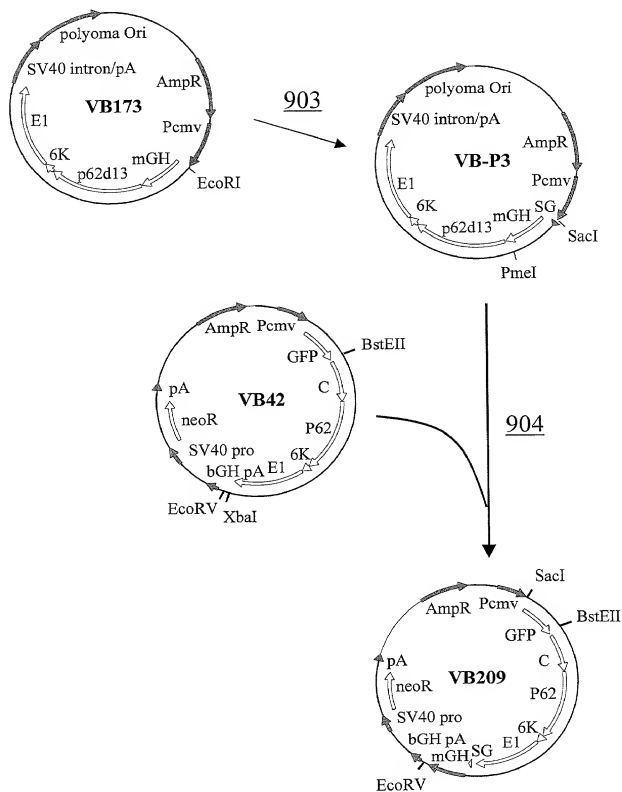 polyoma Ori
SV40 intron/pA
VB173
AmpR
903
E1
Pcmv
6K
p62d13
mGH
EcoRI
polyoma Ori
SV40 intron/pA
AmpR
VB-P3
Pcmv
E1
6K
p62d13
mGH
SG
SacI
PmeI
AmpR
Pcmv
BstEII
GFP
pA
C
VB42
neoR
P62
904
SV40 pro
6K
bGH pA
E1
EcoRV
XbaI
SacI
AmpR
Pcmv
BstEII
GFP
pA
C
VB209
neoR
P62
SV40 pro
6K
bGH pA
E1
mGH
SG
EcoRV